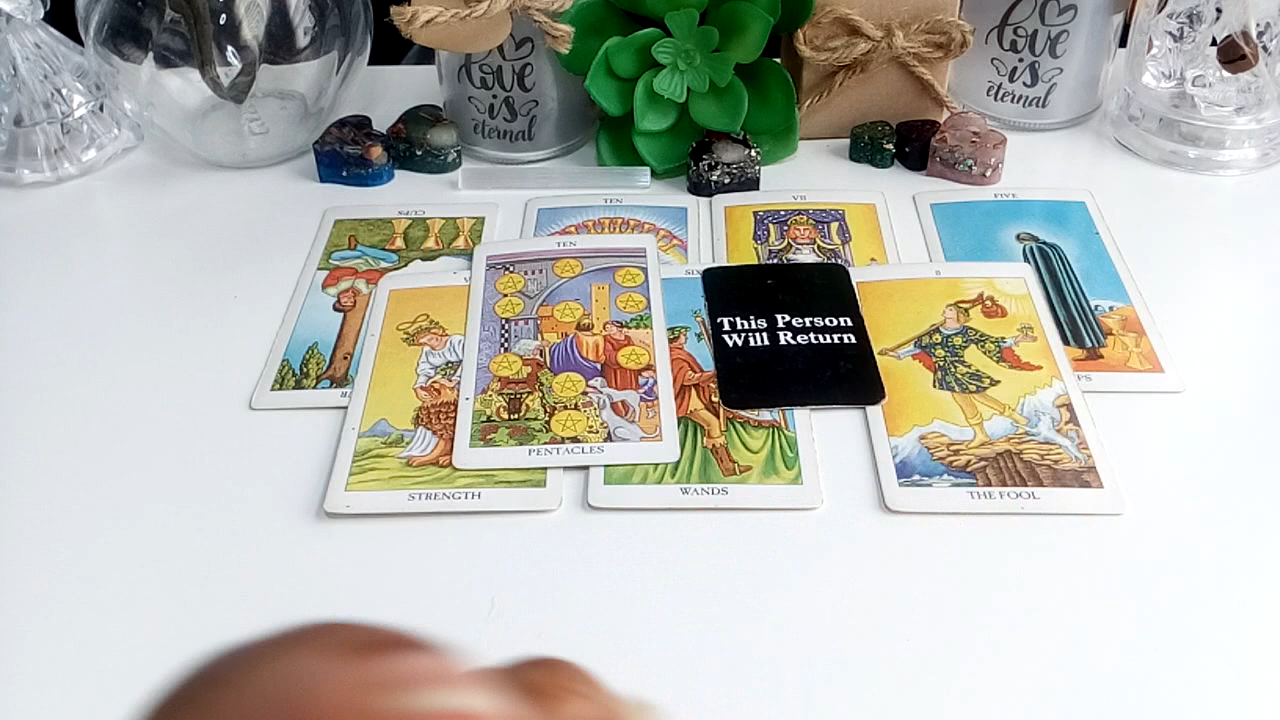 love
is
eternal
love
is
eternal
CUPS
TEN
VII
FIVE
TEN
SIX
II
This Person
Will Return
PENTACLES
STRENGTH
WANDS
THE FOOL